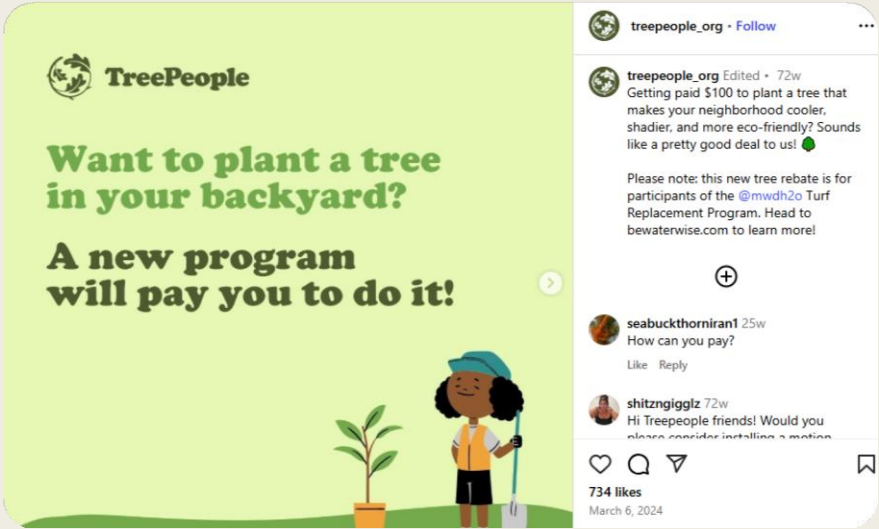 TreePeople
Want to plant a tree
in your backyard?
A new program
will pay you to do it!
treepeople_org • Follow
treepeople_org Edited • 72w
Getting paid $100 to plant a tree that
makes your neighborhood cooler,
shadier, and more eco-friendly? Sounds
like a pretty good deal to us! 🌳
Please note: this new tree rebate is for
participants of the @mwdh2o Turf
Replacement Program. Head to
bewaterwise.com to learn more!
seabuckthorniran1 25w
How can you pay?
Like Reply
shitzngigglz 72w
Hi Treepeople friends! Would you
please consider installing a motion
734 likes
March 6, 2024